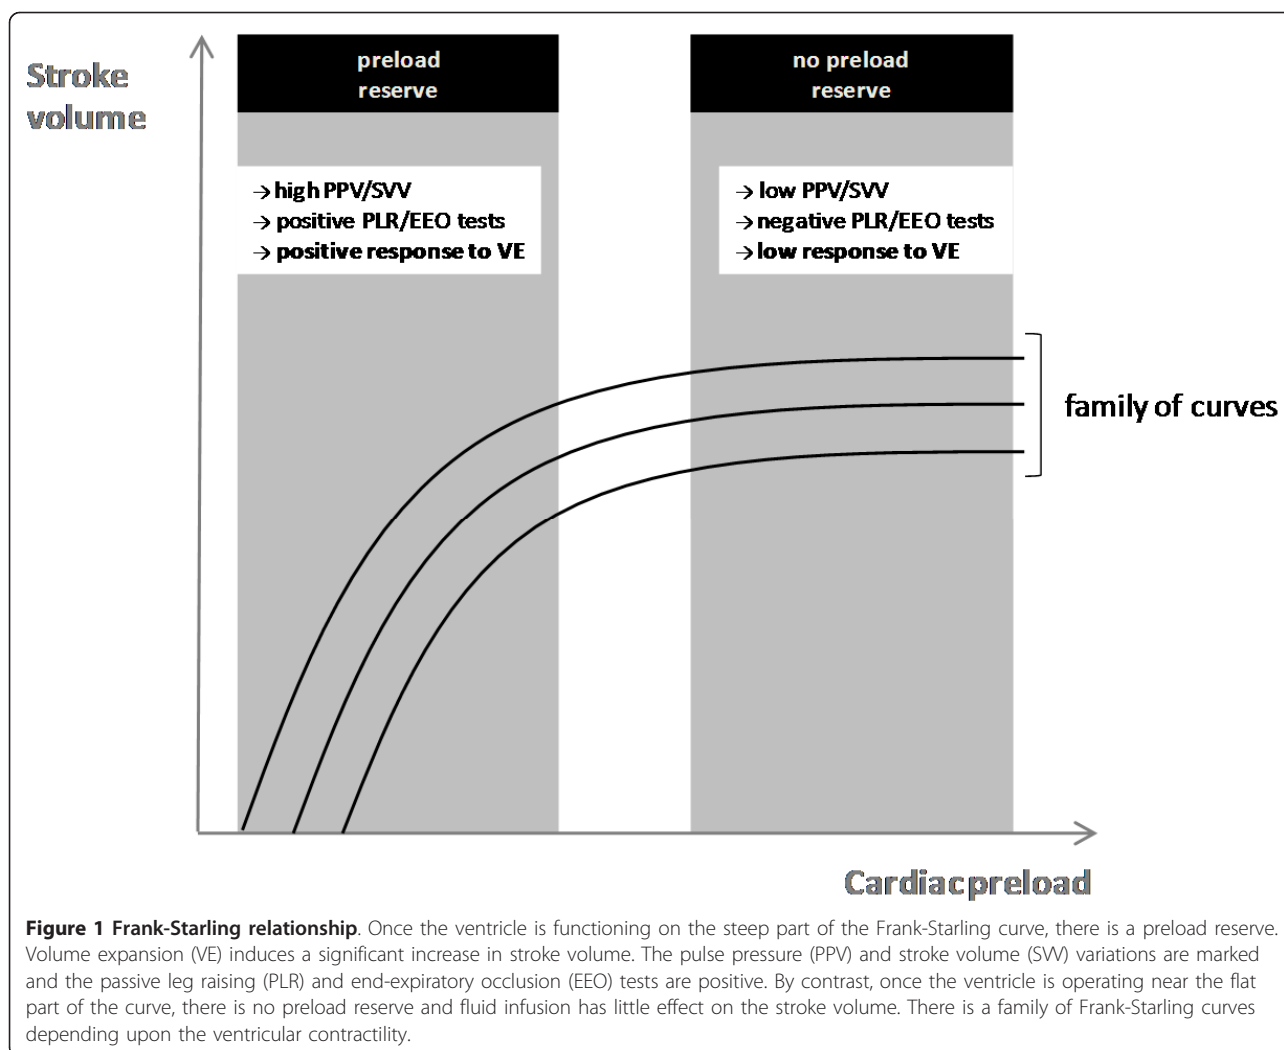 Stroke
volume
preload
reserve
no preload
reserve
→ high PPV/SVV
→ positive PLR/EEO tests
→ positive response to VE
→ low PPV/SVV
→ negative PLR/EEO tests
→ low response to VE
family of curves
Cardiac preload
Figure 1 Frank-Starling relationship. Once the ventricle is functioning on the steep part of the Frank-Starling curve, there is a preload reserve.
Volume expansion (VE) induces a significant increase in stroke volume. The pulse pressure (PPV) and stroke volume (SVV) variations are marked
and the passive leg raising (PLR) and end-expiratory occlusion (EEO) tests are positive. By contrast, once the ventricle is operating near the flat
part of the curve, there is no preload reserve and fluid infusion has little effect on the stroke volume. There is a family of Frank-Starling curves
depending upon the ventricular contractility.